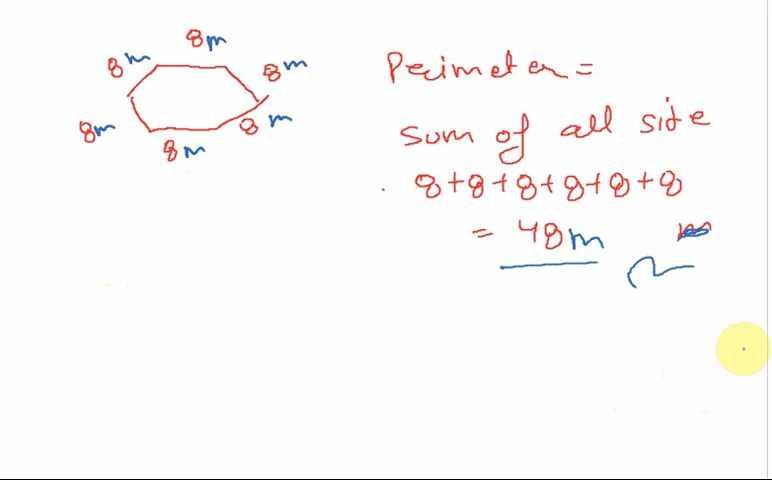 8m
8m
8m
8m
8m
8m
Perimeter =
sum of all side
8+8+8+8+8+8
= 48m